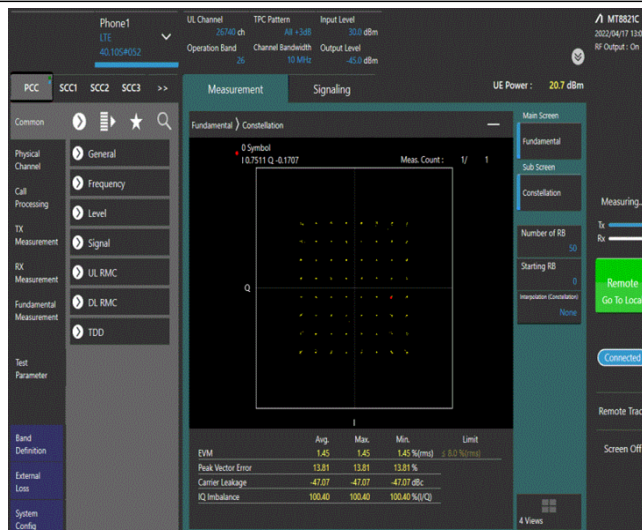 Phone1
LTE
40.10S#052
UL Channel
26740 ch
TPC Pattern
All +3dB
Input Level
30.0 dBm
Operation Band
26
Channel Bandwidth
10 MHz
Output Level
-45.0 dBm
MT8821C
2022/04/17 13:0
RF Output : On
PCC SCC1 SCC2 SCC3 >>
Measurement
Signaling
UE Power : 20.7 dBm
Common
Physical
Channel
Call
Processing
TX
Measurement
RX
Measurement
Fundamental
Measurement
Test
Parameter
Band
Definition
External
Loss
System
Config
General
Frequency
Level
Signal
UL RMC
DL RMC
TDD
Fundamental 〉 Constellation
0 Symbol
I 0.7511 Q -0.1707
Meas. Count : 1/ 1
Q
I
Avg. Max. Min. Limit
EVM 1.45 1.45 1.45 %(rms) ≤ 8.0 %(rms)
Peak Vector Error 13.81 13.81 13.81 %
Carrier Leakage -47.07 -47.07 -47.07 dBc
IQ Imbalance 100.40 100.40 100.40 %(I/Q)
Main Screen
Fundamental
Sub Screen
Constellation
Number of RB
50
Starting RB
0
Interpolation (Constellation)
None
4 Views
Measuring..
Tx
Rx
Remote
Go To Loca
Connected
Remote Trac
Screen Off